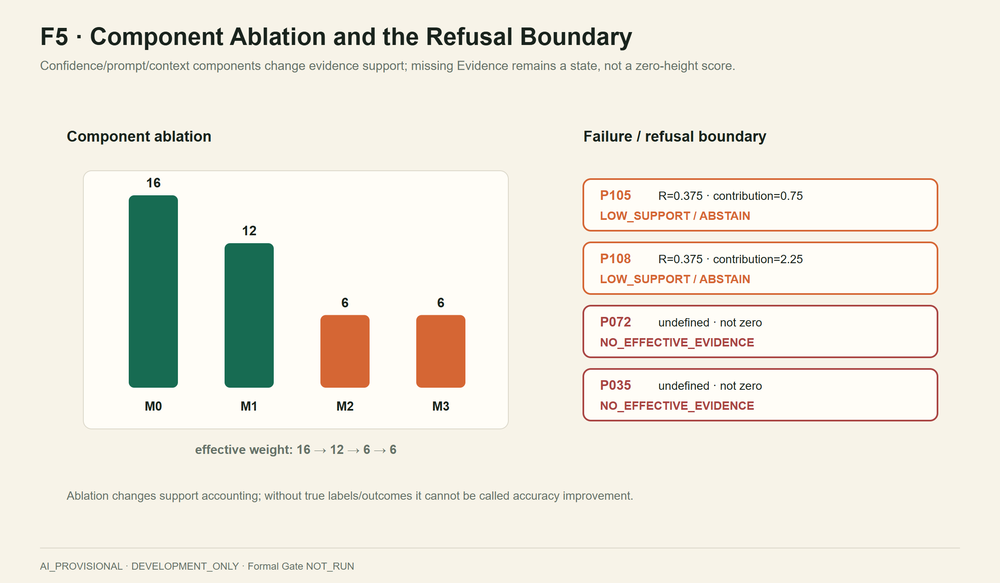 F5 · Component Ablation and the Refusal Boundary
Confidence/prompt/context components change evidence support; missing Evidence remains a state, not a zero-height score.
Component ablation
16
12
6
6
M0
M1
M2
M3
effective weight: 16 → 12 → 6 → 6
Failure / refusal boundary
P105 R=0.375 · contribution=0.75
LOW_SUPPORT / ABSTAIN
P108 R=0.375 · contribution=2.25
LOW_SUPPORT / ABSTAIN
P072 undefined · not zero
NO_EFFECTIVE_EVIDENCE
P035 undefined · not zero
NO_EFFECTIVE_EVIDENCE
Ablation changes support accounting; without true labels/outcomes it cannot be called accuracy improvement.
AI_PROVISIONAL · DEVELOPMENT_ONLY · Formal Gate NOT_RUN